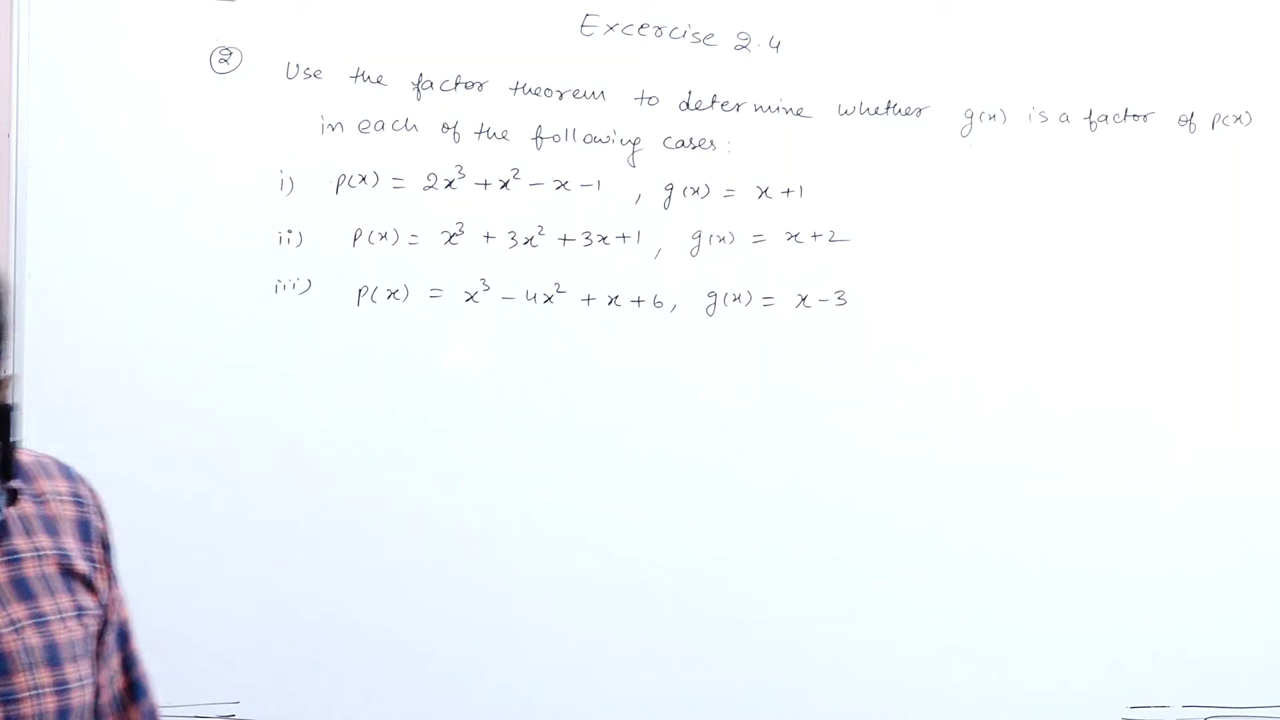 Excercise 2.4
② Use the factor theorem to determine whether g(x) is a factor of p(x)
in each of the following cases:
i) p(x) = 2x³ + x² - x - 1 , g(x) = x + 1
ii) p(x) = x³ + 3x² + 3x + 1 , g(x) = x + 2
iii) p(x) = x³ - 4x² + x + 6, g(x) = x - 3